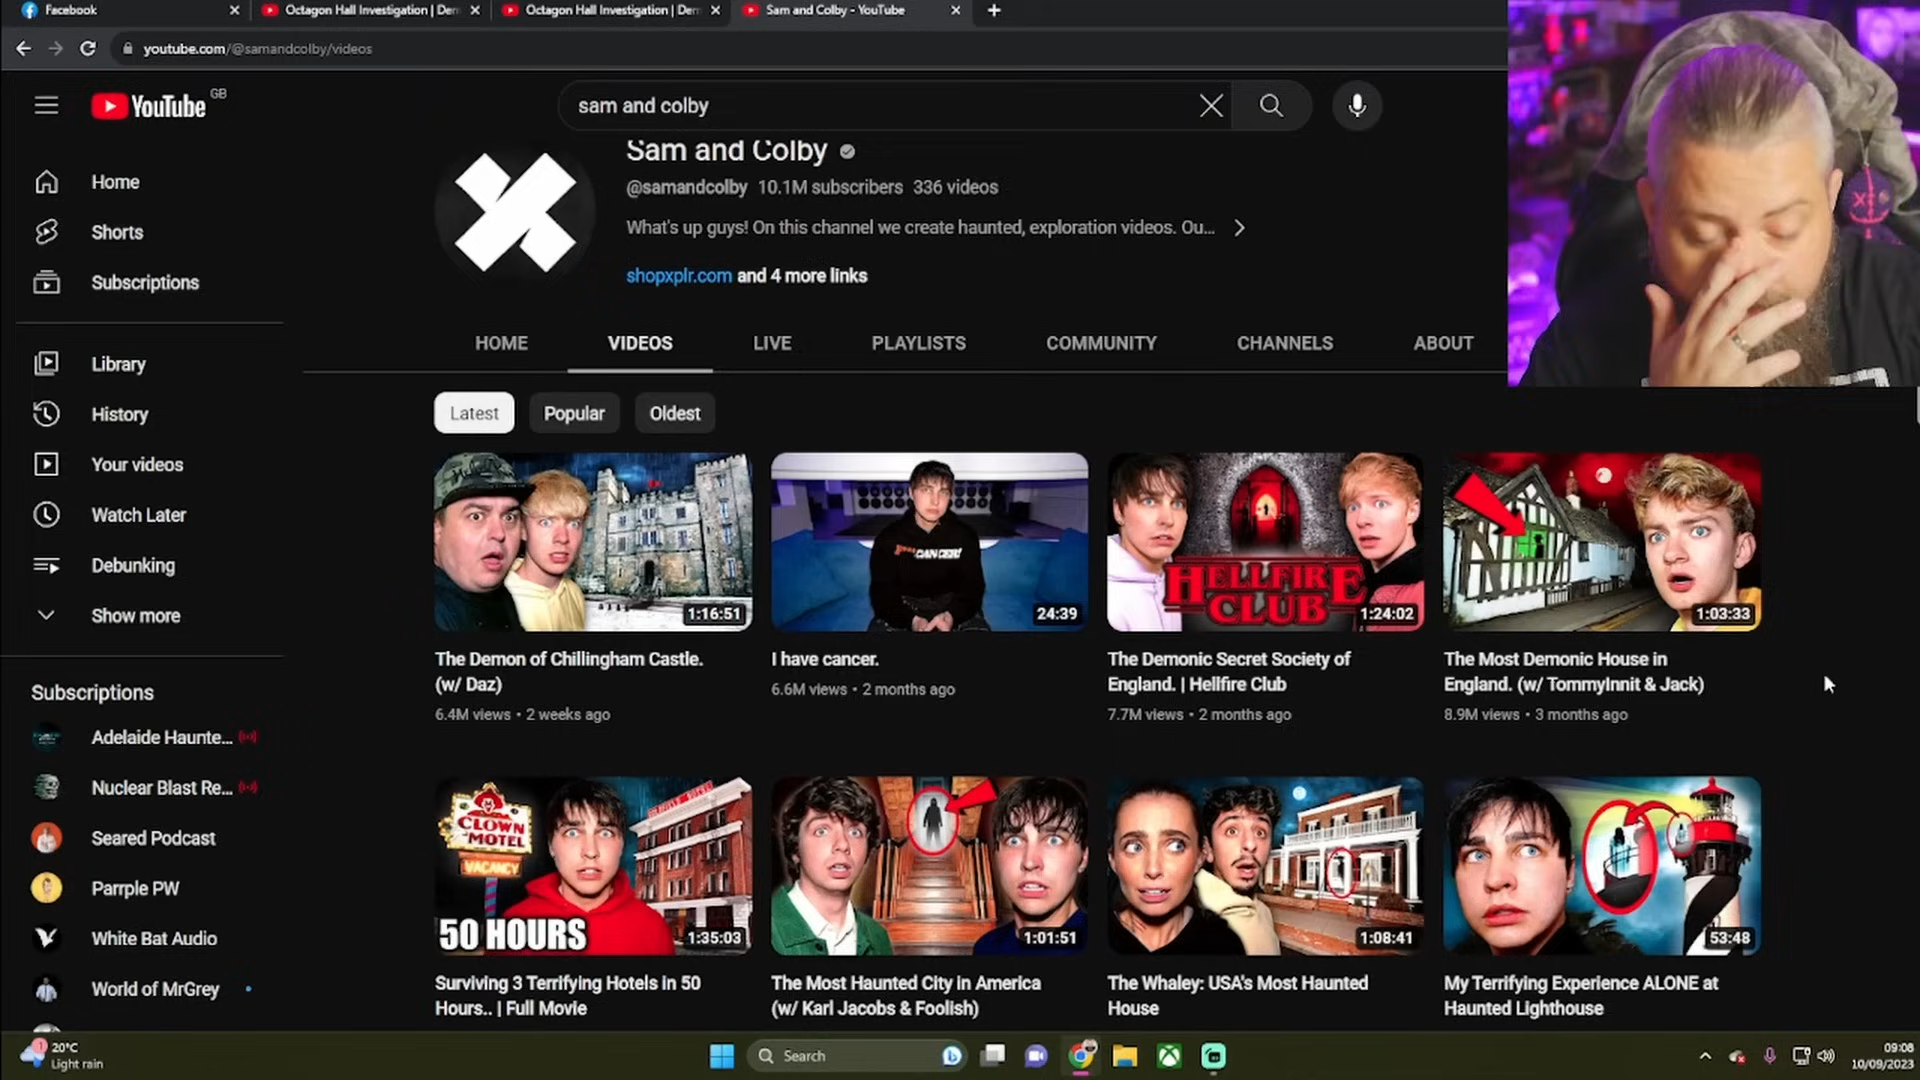 Facebook
Octagon Hall Investigation | Den
Octagon Hall Investigation | Den
Sam and Colby - YouTube
youtube.com/@samandcolby/videos
YouTube GB
sam and colby
Home
Shorts
Subscriptions
Library
History
Your videos
Watch Later
Debunking
Show more
Subscriptions
Adelaide Haunte...
Nuclear Blast Re...
Seared Podcast
Parrple PW
White Bat Audio
World of MrGrey
Sam and Colby
@samandcolby 10.1M subscribers 336 videos
What's up guys! On this channel we create haunted, exploration videos. Ou...
shopxplr.com and 4 more links
HOME VIDEOS LIVE PLAYLISTS COMMUNITY CHANNELS ABOUT
Latest Popular Oldest
1:16:51
The Demon of Chillingham Castle.
(w/ Daz)
6.4M views • 2 weeks ago
CANCER!
24:39
I have cancer.
6.6M views • 2 months ago
HELLFIRE
CLUB
1:24:02
The Demonic Secret Society of
England. | Hellfire Club
7.7M views • 2 months ago
1:03:33
The Most Demonic House in
England. (w/ TommyInnit & Jack)
8.9M views • 3 months ago
CLOWN
MOTEL
VACANCY
50 HOURS
1:35:03
Surviving 3 Terrifying Hotels in 50
Hours.. | Full Movie
1:01:51
The Most Haunted City in America
(w/ Karl Jacobs & Foolish)
1:08:41
The Whaley: USA's Most Haunted
House
53:48
My Terrifying Experience ALONE at
Haunted Lighthouse
20°C
Light rain
Search
09:08
10/09/2023